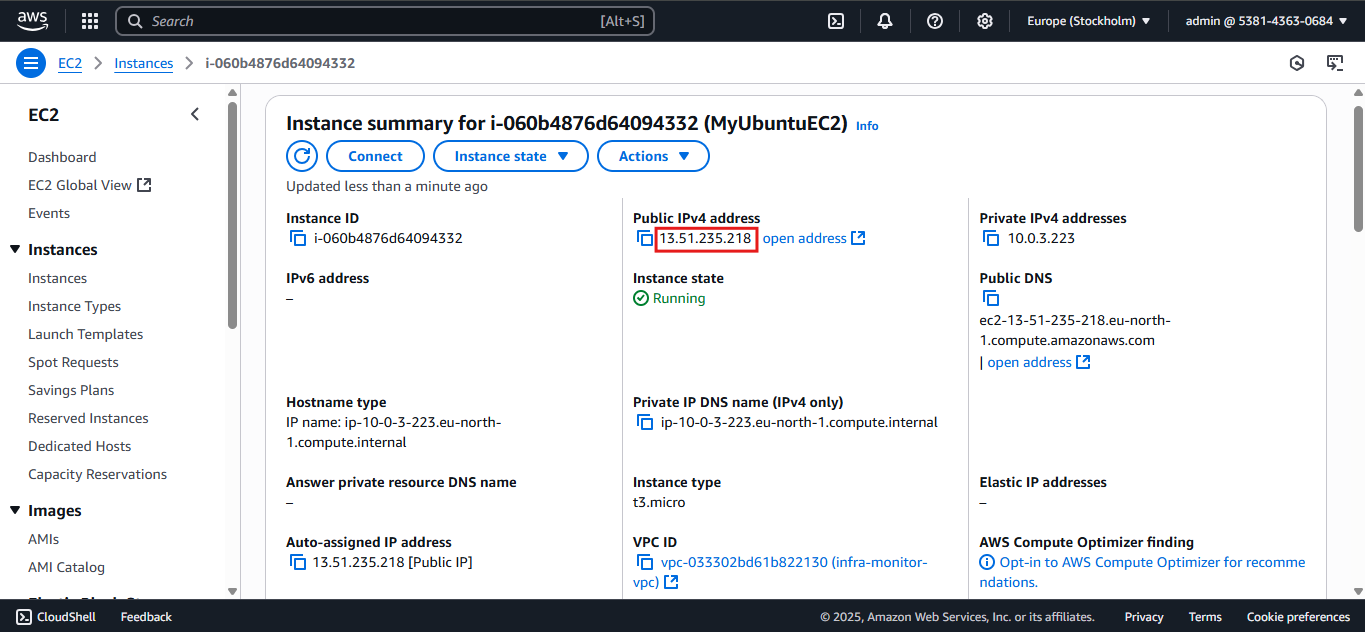 aws
Search [Alt+S]
Europe (Stockholm)
admin @ 5381-4363-0684
EC2
Instances
i-060b4876d64094332
EC2
Dashboard
EC2 Global View
Events
Instances
Instances
Instance Types
Launch Templates
Spot Requests
Savings Plans
Reserved Instances
Dedicated Hosts
Capacity Reservations
Images
AMIs
AMI Catalog
Instance summary for i-060b4876d64094332 (MyUbuntuEC2) Info
Connect
Instance state
Actions
Updated less than a minute ago
Instance ID
i-060b4876d64094332
Public IPv4 address
13.51.235.218 open address
Private IPv4 addresses
10.0.3.223
IPv6 address
–
Instance state
Running
Public DNS
ec2-13-51-235-218.eu-north-
1.compute.amazonaws.com
| open address
Hostname type
IP name: ip-10-0-3-223.eu-north-
1.compute.internal
Private IP DNS name (IPv4 only)
ip-10-0-3-223.eu-north-1.compute.internal
Answer private resource DNS name
–
Instance type
t3.micro
Elastic IP addresses
–
Auto-assigned IP address
13.51.235.218 [Public IP]
VPC ID
vpc-033302bd61b822130 (infra-monitor-
vpc)
AWS Compute Optimizer finding
Opt-in to AWS Compute Optimizer for recomme
ndations.
CloudShell
Feedback
© 2025, Amazon Web Services, Inc. or its affiliates.
Privacy
Terms
Cookie preferences